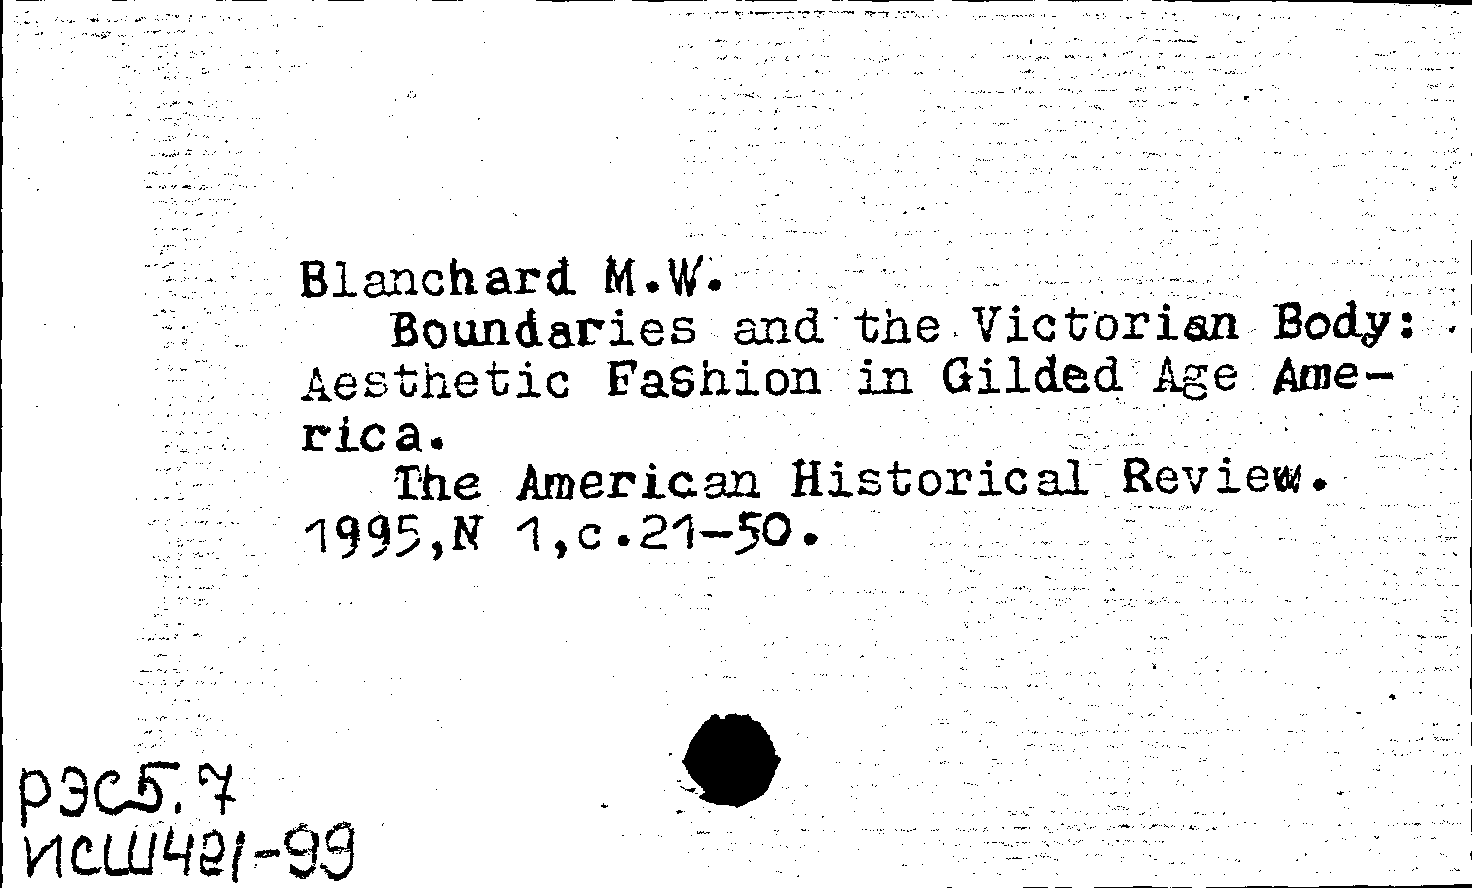 Blanchard M.W.
Boundaries and the Victorian Body:
Aesthetic Fashion in Gilded Age Ame-
rica.
The American Historical Review.
1995,N 1,c.21-50.
РЭСБ.7
ИСШ421-99